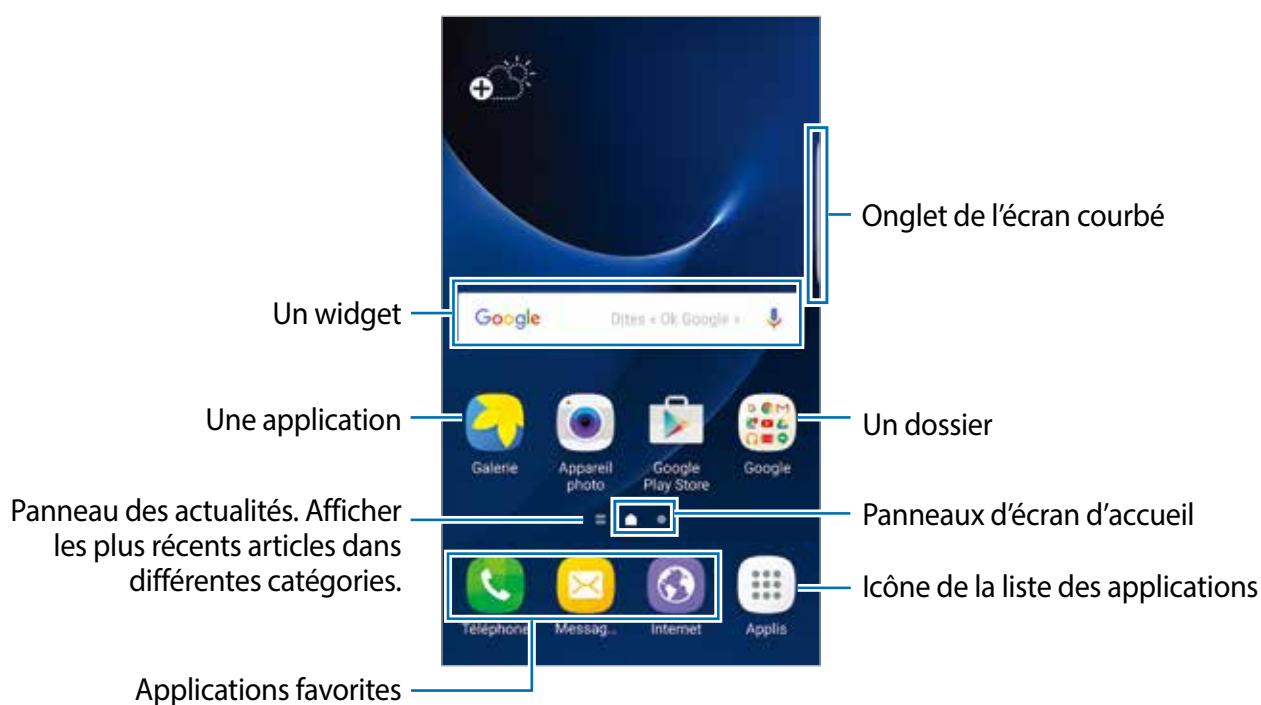 Onglet de l'écran courbé
Un widget
Google
Dites « Ok Google »
Une application
Un dossier
Galerie
Appareil
photo
Google
Play Store
Google
Panneau des actualités. Afficher
les plus récents articles dans
différentes catégories.
Panneaux d'écran d'accueil
Icône de la liste des applications
Téléphone
Messag..
Internet
Applis
Applications favorites